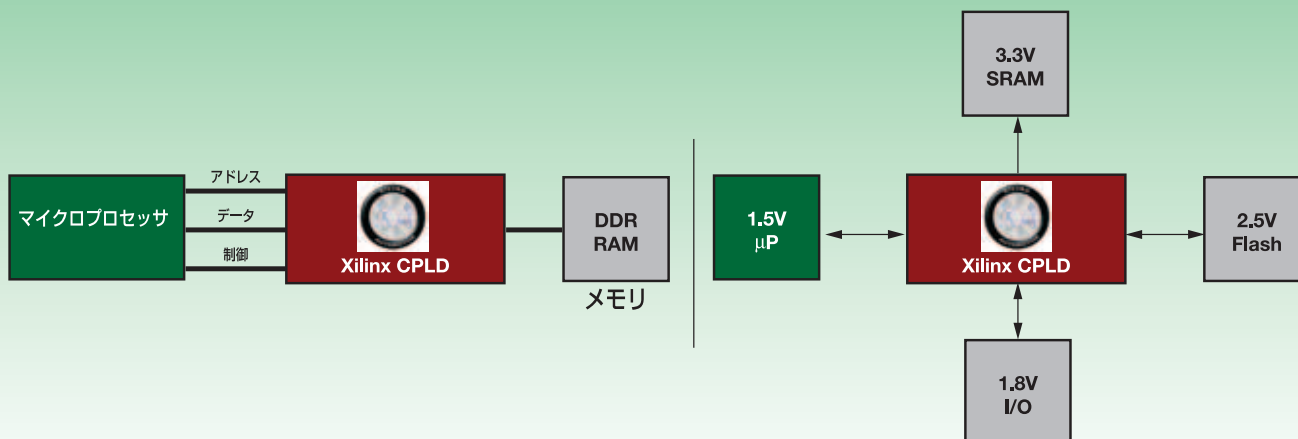 アドレス
マイクロプロセッサ
データ
制御
Xilinx CPLD
DDR
RAM
メモリ
3.3V
SRAM
1.5V
μP
Xilinx CPLD
2.5V
Flash
1.8V
I/O